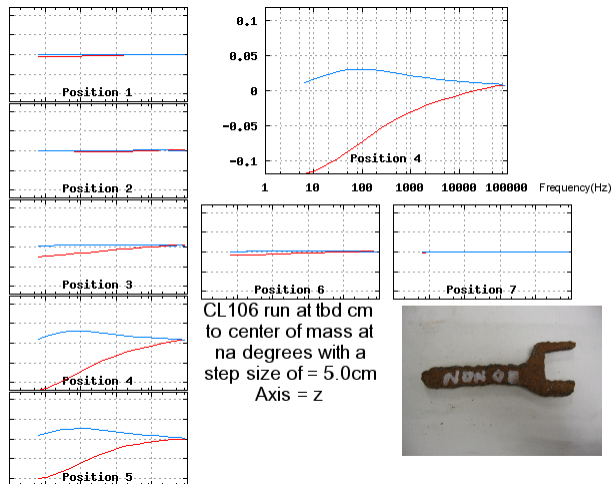 Position 1
Position 2
Position 3
Position 4
Position 5
0.1
0.05
0
-0.05
-0.1
Position 4
1 10 100 1000 10000 100000 Frequency(Hz)
Position 6
Position 7
CL106 run at tbd cm
to center of mass at
na degrees with a
step size of = 5.0cm
Axis = z